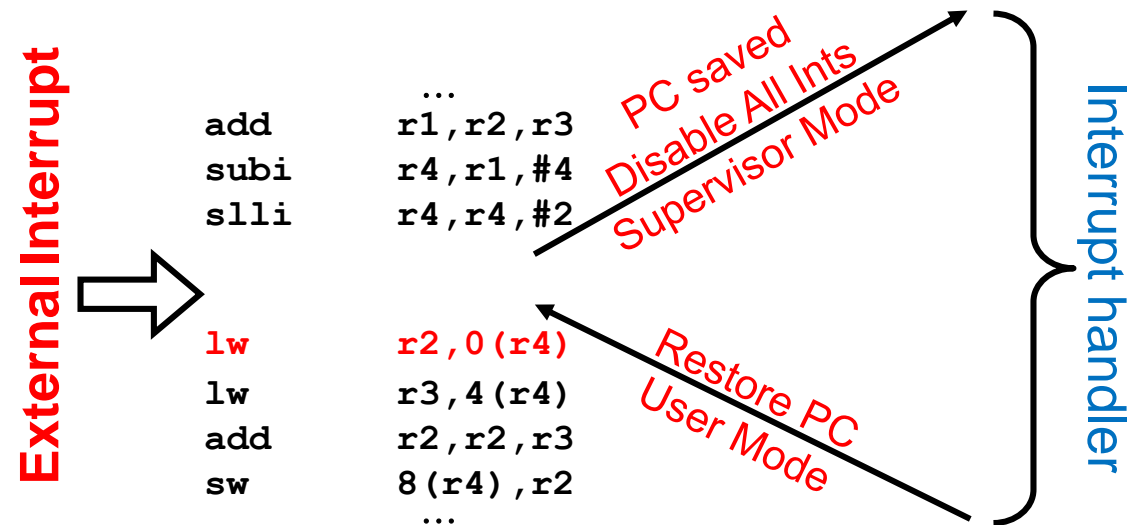 External Interrupt
…
add r1,r2,r3
subi r4,r1,#4
slli r4,r4,#2
PC saved
Disable All Ints
Supervisor Mode
lw r2,0(r4)
lw r3,4(r4)
add r2,r2,r3
sw 8(r4),r2
…
Restore PC
User Mode
Interrupt handler